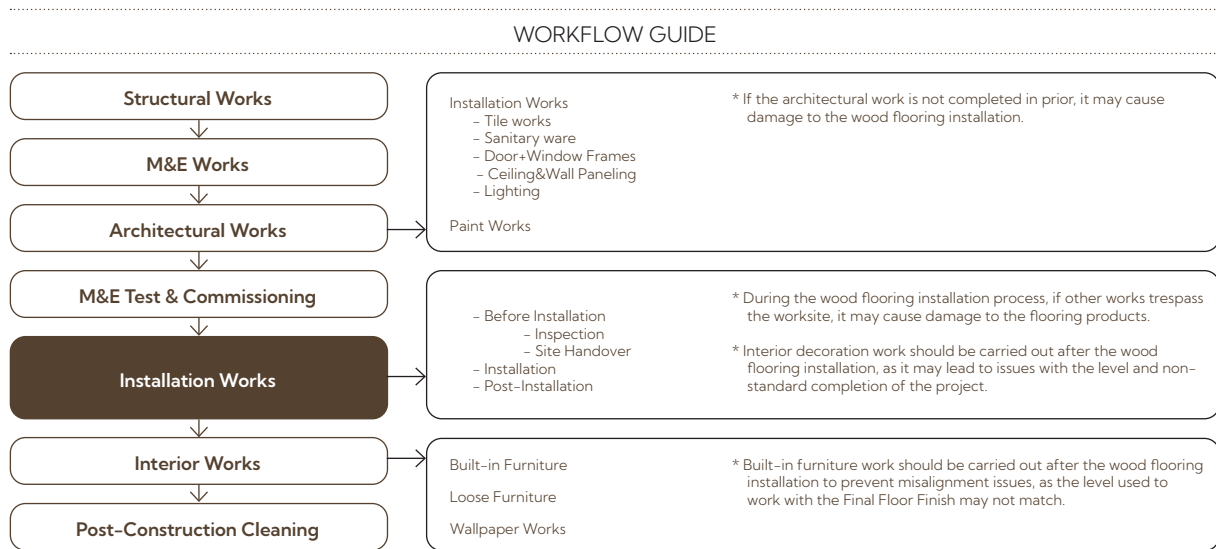 WORKFLOW GUIDE
Structural Works
M&E Works
Architectural Works
M&E Test & Commissioning
Installation Works
Interior Works
Post-Construction Cleaning
Installation Works
- Tile works
- Sanitary ware
- Door+Window Frames
- Ceiling&Wall Paneling
- Lighting
Paint Works
* If the architectural work is not completed in prior, it may cause
damage to the wood flooring installation.
- Before Installation
- Inspection
- Site Handover
- Installation
- Post-Installation
* During the wood flooring installation process, if other works trespass
the worksite, it may cause damage to the flooring products.
* Interior decoration work should be carried out after the wood
flooring installation, as it may lead to issues with the level and non-
standard completion of the project.
Built-in Furniture
Loose Furniture
Wallpaper Works
* Built-in furniture work should be carried out after the wood flooring
installation to prevent misalignment issues, as the level used to
work with the Final Floor Finish may not match.